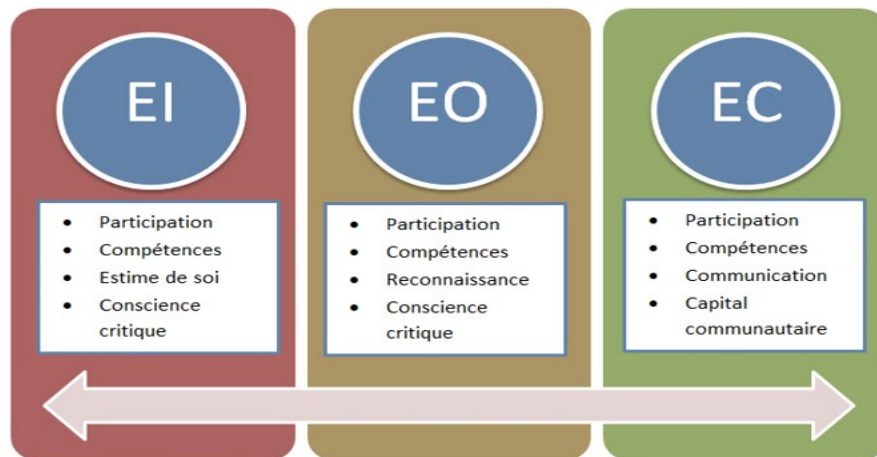 EI
• Participation
• Compétences
• Estime de soi
• Conscience
critique
EO
• Participation
• Compétences
• Reconnaissance
• Conscience
critique
EC
• Participation
• Compétences
• Communication
• Capital
communautaire